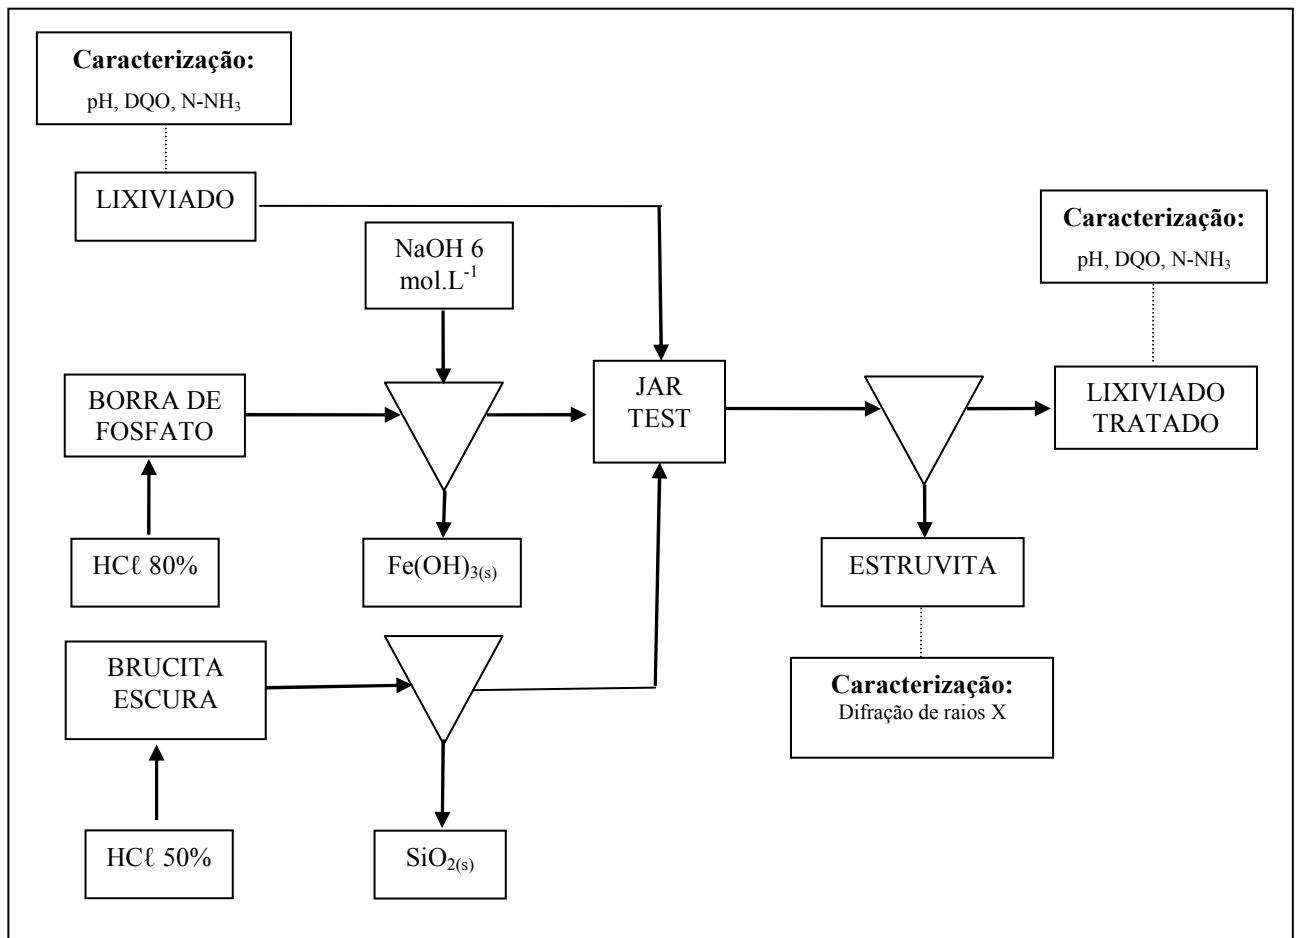 Caracterização:
pH, DQO, N-NH₃
LIXIVIADO
NaOH 6
mol.L⁻¹
Caracterização:
pH, DQO, N-NH₃
BORRA DE
FOSFATO
JAR
TEST
LIXIVIADO
TRATADO
HCℓ 80%
Fe(OH)₃₍ₛ₎
ESTRUVITA
BRUCITA
ESCURA
Caracterização:
Difração de raios X
HCℓ 50%
SiO₂₍ₛ₎